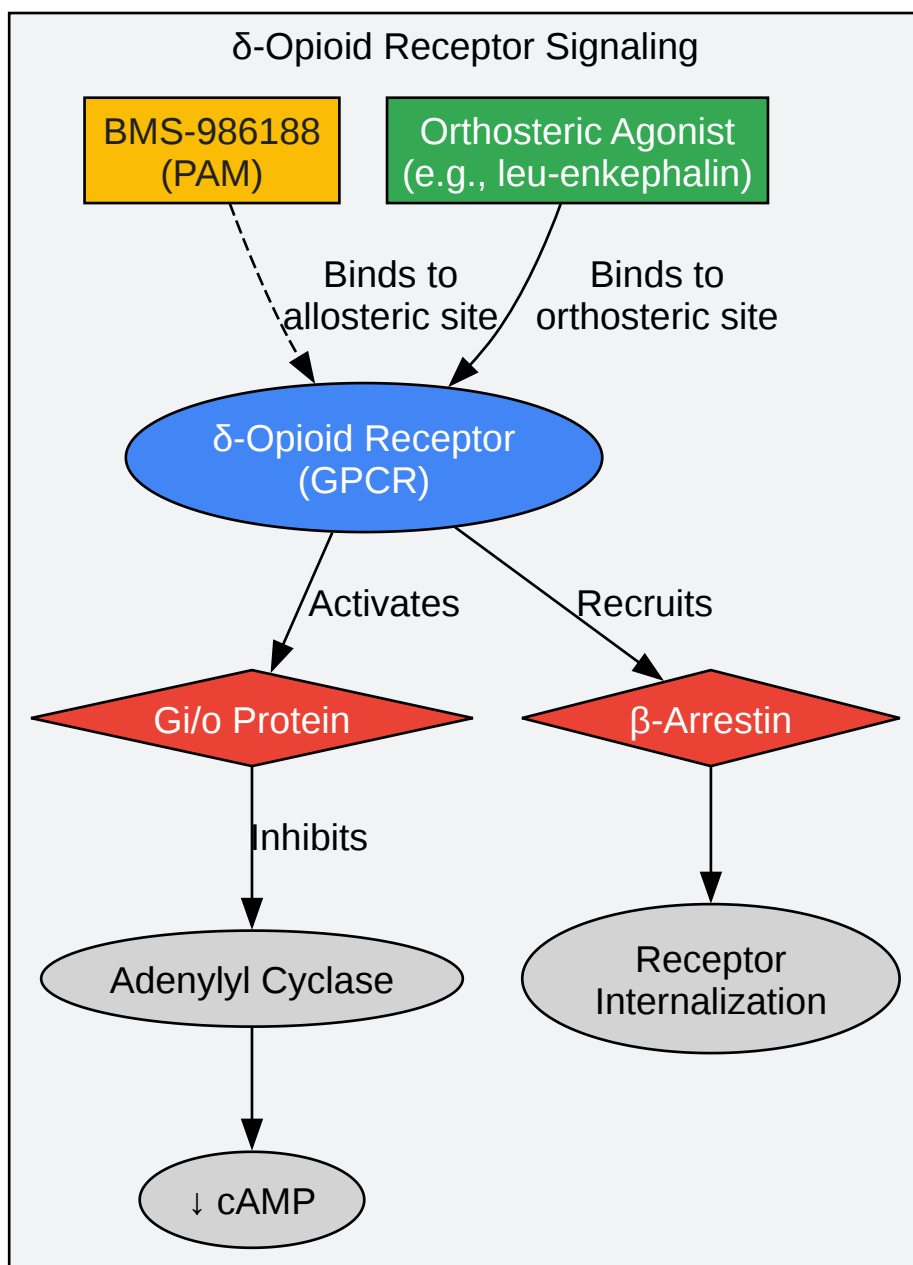 δ-Opioid Receptor Signaling
BMS-986188
(PAM)
Orthosteric Agonist
(e.g., leu-enkephalin)
Binds to
allosteric site
Binds to
orthosteric site
δ-Opioid Receptor
(GPCR)
Activates
Recruits
Gi/o Protein
β-Arrestin
Inhibits
Adenylyl Cyclase
Receptor
Internalization
↓ cAMP